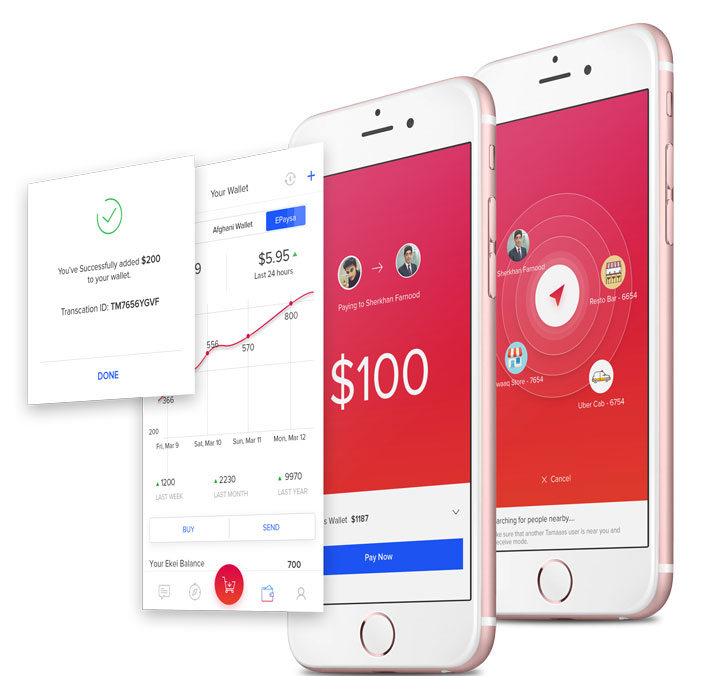 You've Successfully added $200
to your wallet.
Transcation ID: TM7656YGVF
DONE
Your Wallet
+
Afghani Wallet
EPaysa
9
$5.95
Last 24 hours
800
556
570
366
200
Fri, Mar 9
Sat, Mar 10
Sun, Mar 11
Mon, Mar 12
1200
2230
9970
LAST WEEK
LAST MONTH
LAST YEAR
BUY
SEND
Your Ekei Balance
700
Paying to Sherkhan Farnood
$100
s Wallet $1187
Pay Now
Sherkhan Farnood
Resto Bar - 6654
waaq Store - 7654
Uber Cab - 6754
X Cancel
arching for people nearby....
ke sure that another Tamasas user is near you and
eceive mode.